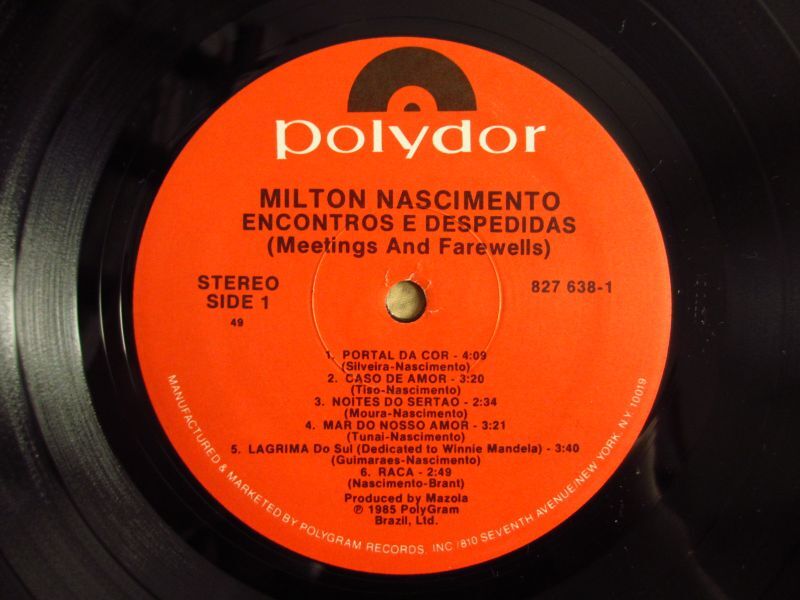 polydor
MILTON NASCIMENTO
ENCONTROS E DESPEDIDAS
(Meetings And Farewells)
STEREO
SIDE 1
827 638-1
49
1. PORTAL DA COR - 4:09
(Silveira-Nascimento)
2. CASO DE AMOR - 3:20
(Tiso-Nascimento)
3. NOITES DO SERTAO - 2:34
(Moura-Nascimento)
4. MAR DO NOSSO AMOR - 3:21
(Tunai-Nascimento)
5. LAGRIMA Do Sul (Dedicated to Winnie Mandela) - 3:40
(Guimaraes-Nascimento)
6. RACA - 2:49
(Nascimento-Brant)
Produced by Mazola
℗ 1985 PolyGram
Brazil, Ltd.
MANUFACTURED & MARKETED BY POLYGRAM RECORDS, INC./810 SEVENTH AVENUE/NEW YORK, N.Y. 10019